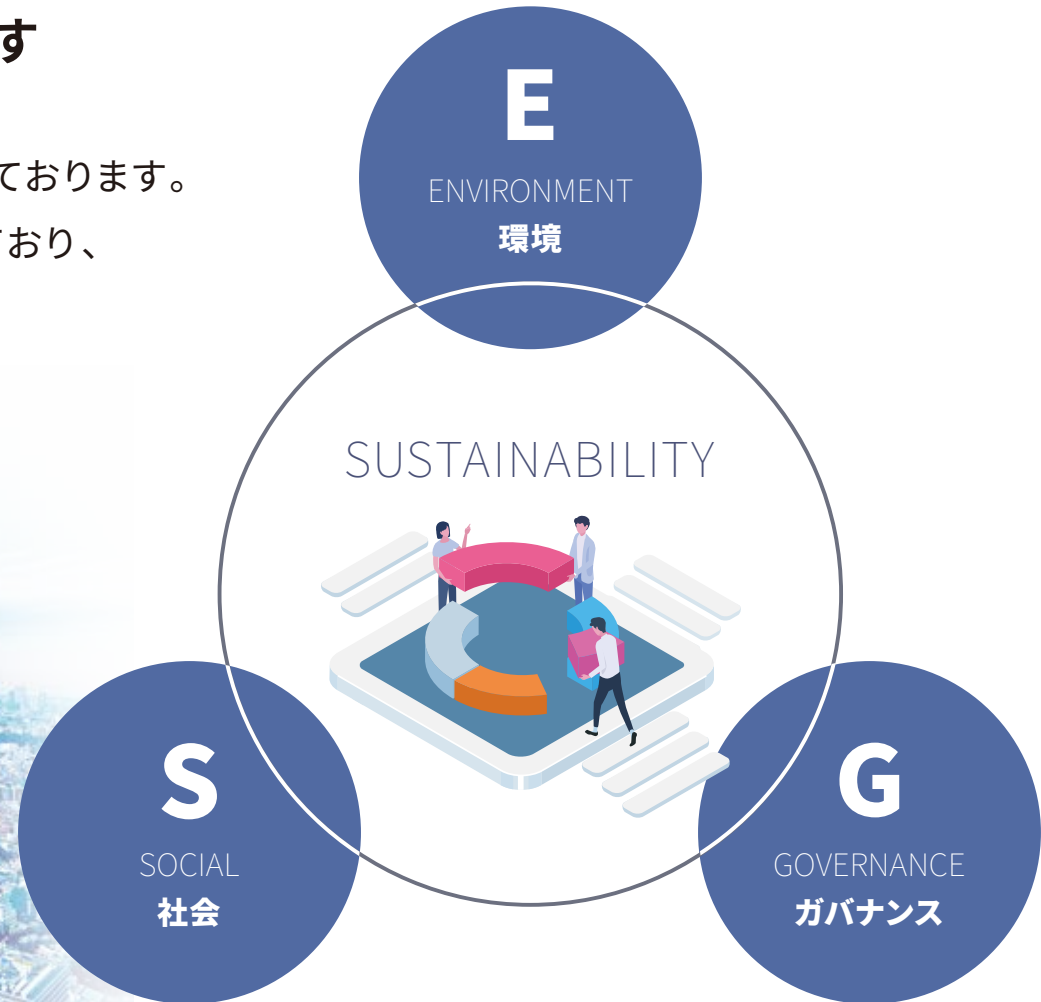 す
ております。
ており、
E
ENVIRONMENT
環境
SUSTAINABILITY
S
SOCIAL
社会
G
GOVERNANCE
ガバナンス